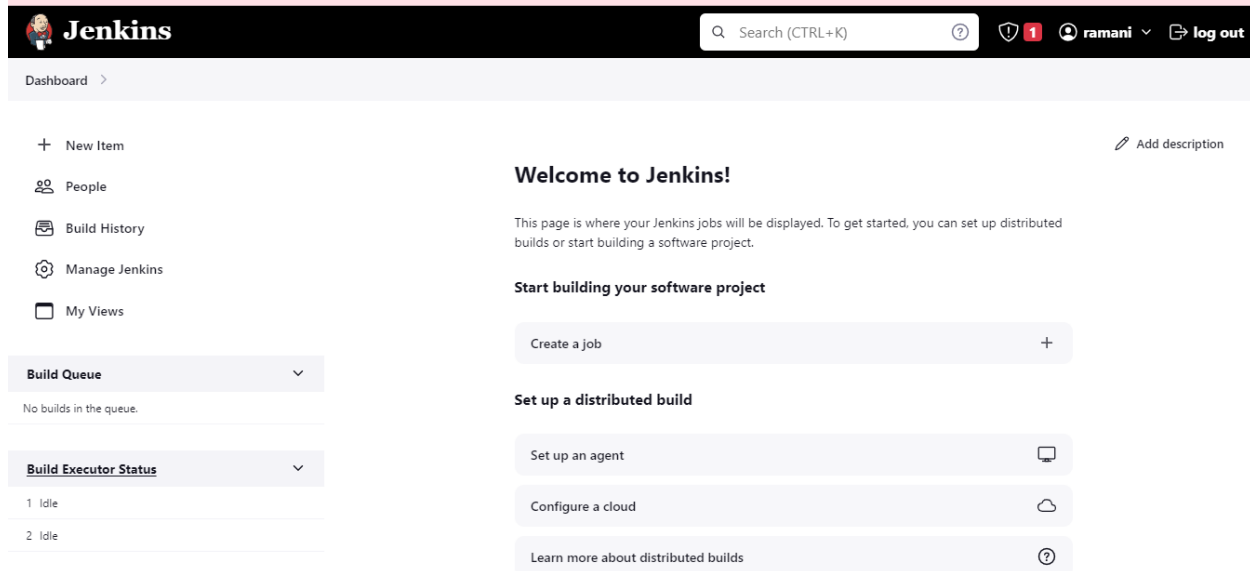 Jenkins
Search (CTRL+K)
1
ramani
log out
Dashboard
New Item
People
Build History
Manage Jenkins
My Views
Build Queue
No builds in the queue.
Build Executor Status
1 Idle
2 Idle
Add description
Welcome to Jenkins!
This page is where your Jenkins jobs will be displayed. To get started, you can set up distributed
builds or start building a software project.
Start building your software project
Create a job
Set up a distributed build
Set up an agent
Configure a cloud
Learn more about distributed builds